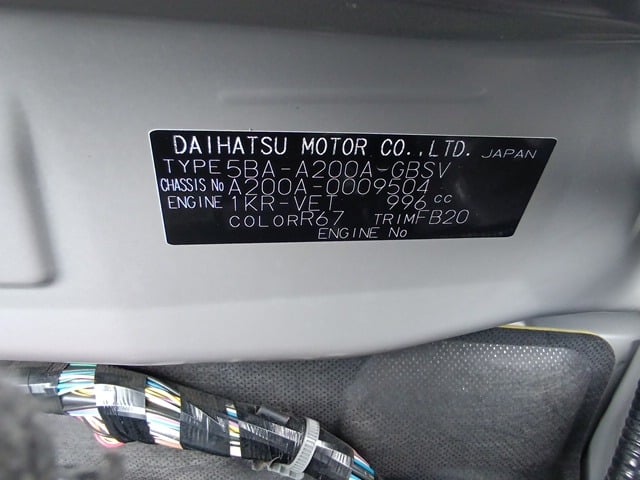 DAIHATSU MOTOR CO.,LTD. JAPAN
TYPE 5BA-A200A-GBSV
CHASSIS No A200A-0009504
ENGINE 1KR-VET 996 cc
COLOR R67 TRIM FB20
ENGINE No